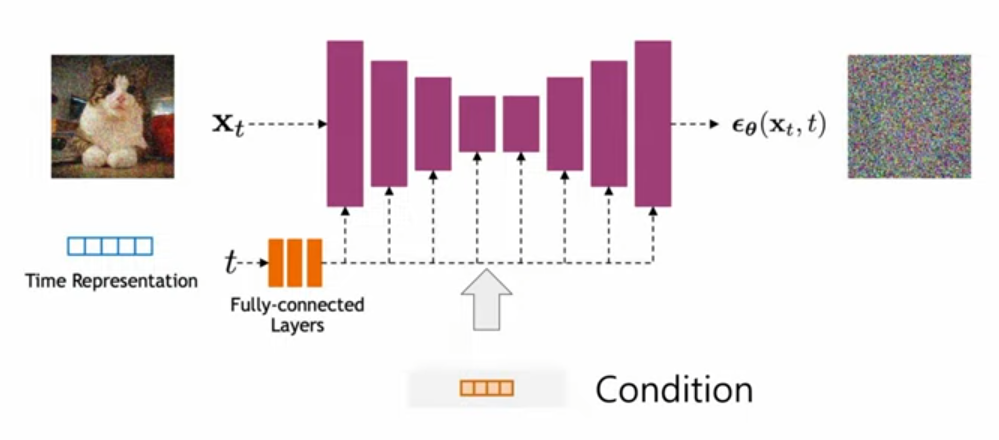 x_t
ϵ_θ(x_t, t)
t
Time Representation
Fully-connected
Layers
Condition